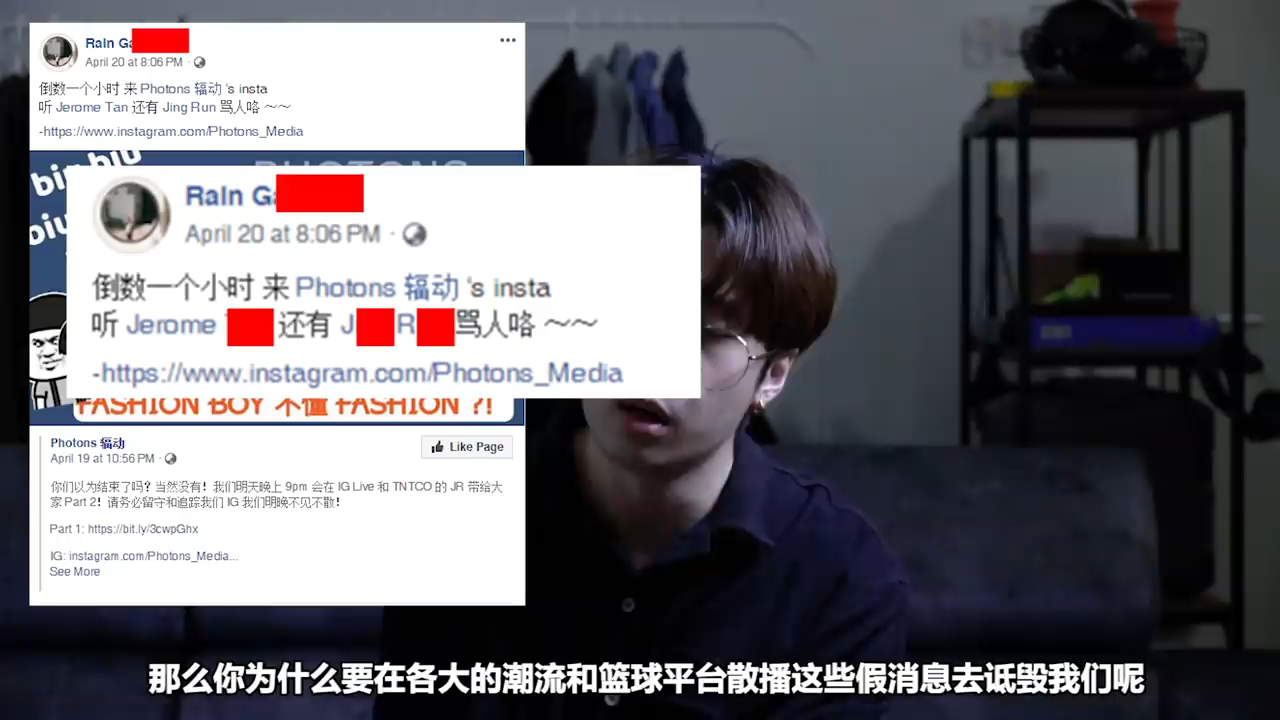 Rain Ga
April 20 at 8:06 PM ·
倒数一个小时 来 Photons 辐动 's insta
听 Jerome Tan 还有 Jing Run 骂人咯 ~~
-https://www.instagram.com/Photons_Media
biu biu
PHOTONS
biu
Rain Ga
April 20 at 8:06 PM ·
倒数一个小时 来 Photons 辐动 's insta
听 Jerome 还有 J R 骂人咯 ~~
-https://www.instagram.com/Photons_Media
FASHION BOY 不懂 FASHION ?!
Photons 辐动
Like Page
April 19 at 10:56 PM ·
你们以为结束了吗？当然没有！我们明天晚上 9pm 会在 IG Live 和 TNTCO 的 JR 带给大
家 Part 2！请务必留守和追踪我们 IG 我们明晚不见不散！
Part 1: https://bit.ly/3cwpGhx
IG: instagram.com/Photons_Media...
See More
那么你为什么要在各大的潮流和篮球平台散播这些假消息去诋毁我们呢